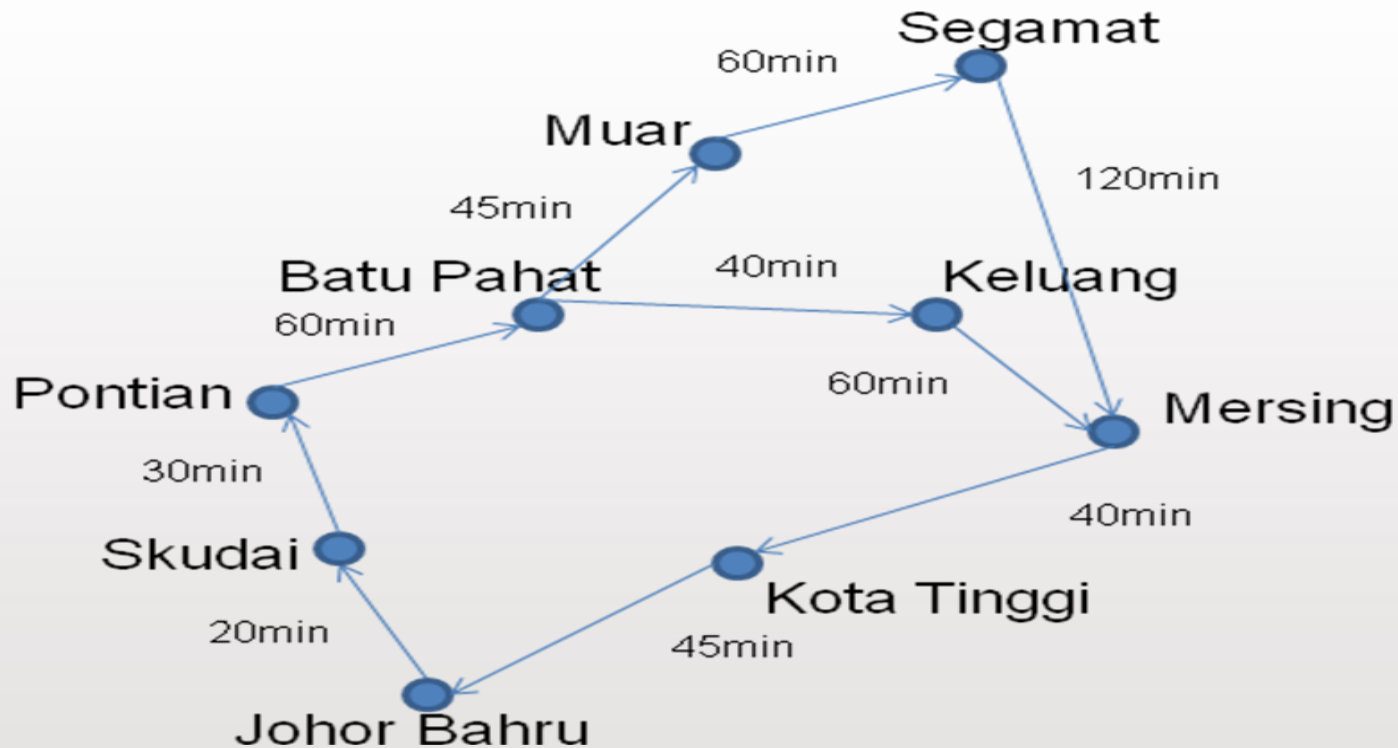 Segamat
60min
Muar
120min
45min
Batu Pahat
40min
Keluang
60min
60min
Pontian
Mersing
30min
40min
Skudai
Kota Tinggi
20min
45min
Johor Bahru